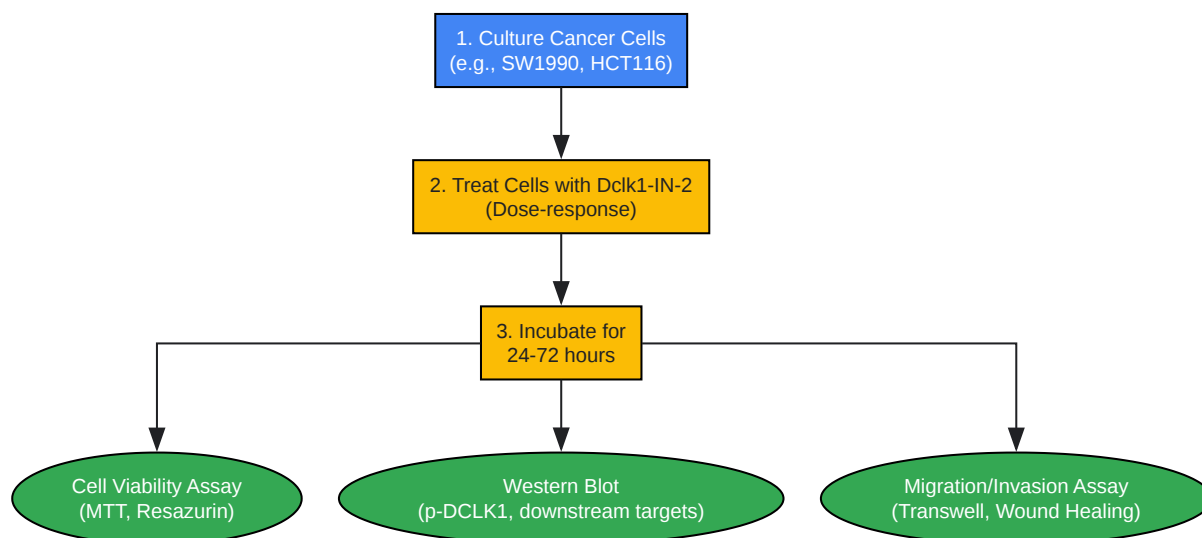 1. Culture Cancer Cells
(e.g., SW1990, HCT116)
2. Treat Cells with Dclk1-IN-2
(Dose-response)
3. Incubate for
24-72 hours
Cell Viability Assay
(MTT, Resazurin)
Western Blot
(p-DCLK1, downstream targets)
Migration/Invasion Assay
(Transwell, Wound Healing)